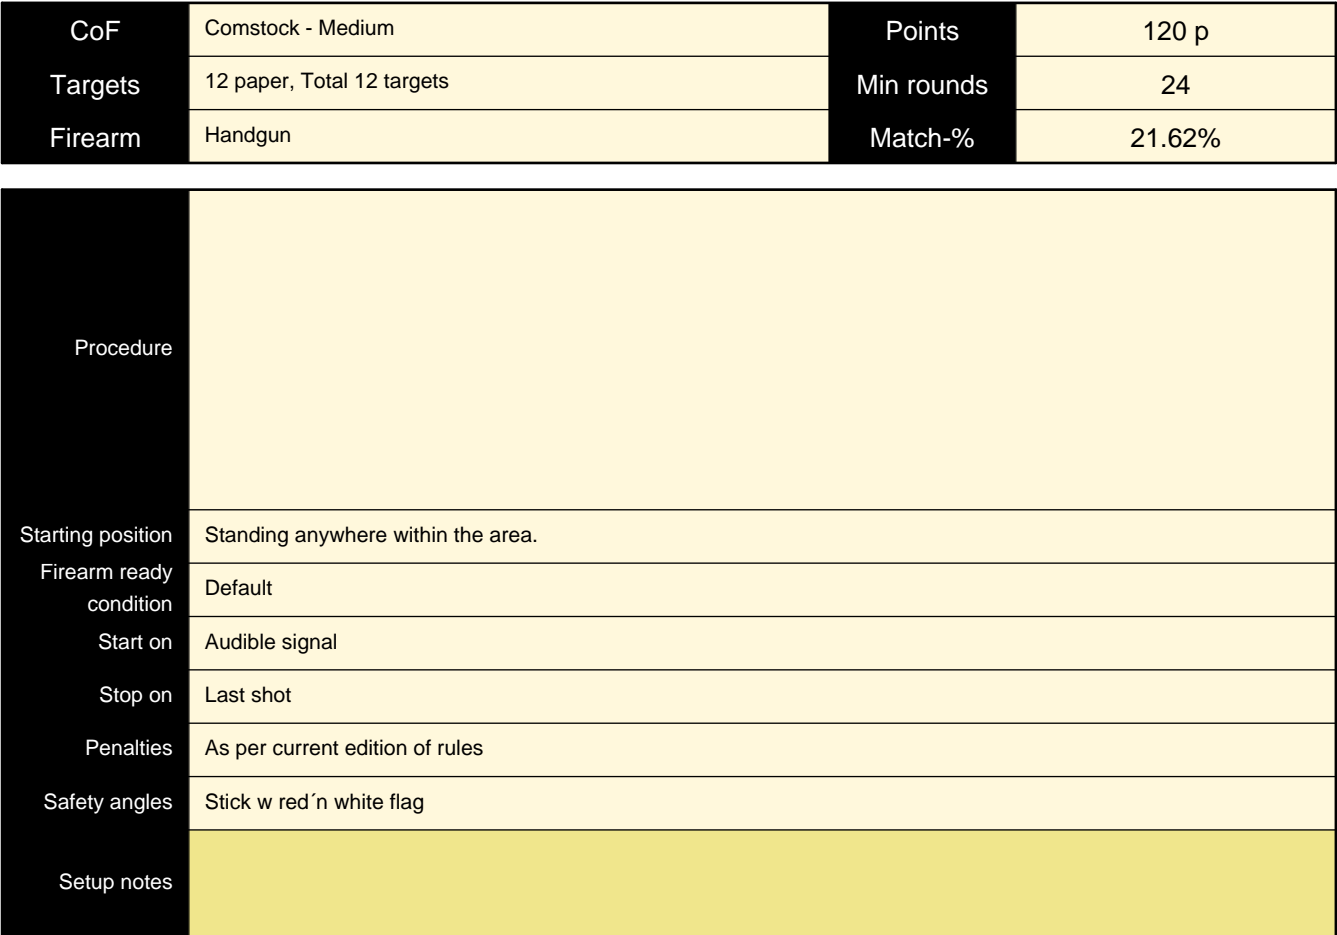 CoF Comstock - Medium Points 120 p
Targets 12 paper, Total 12 targets Min rounds 24
Firearm Handgun Match-% 21.62%
Procedure
Starting position Standing anywhere within the area.
Firearm ready
condition Default
Start on Audible signal
Stop on Last shot
Penalties As per current edition of rules
Safety angles Stick w red´n white flag
Setup notes